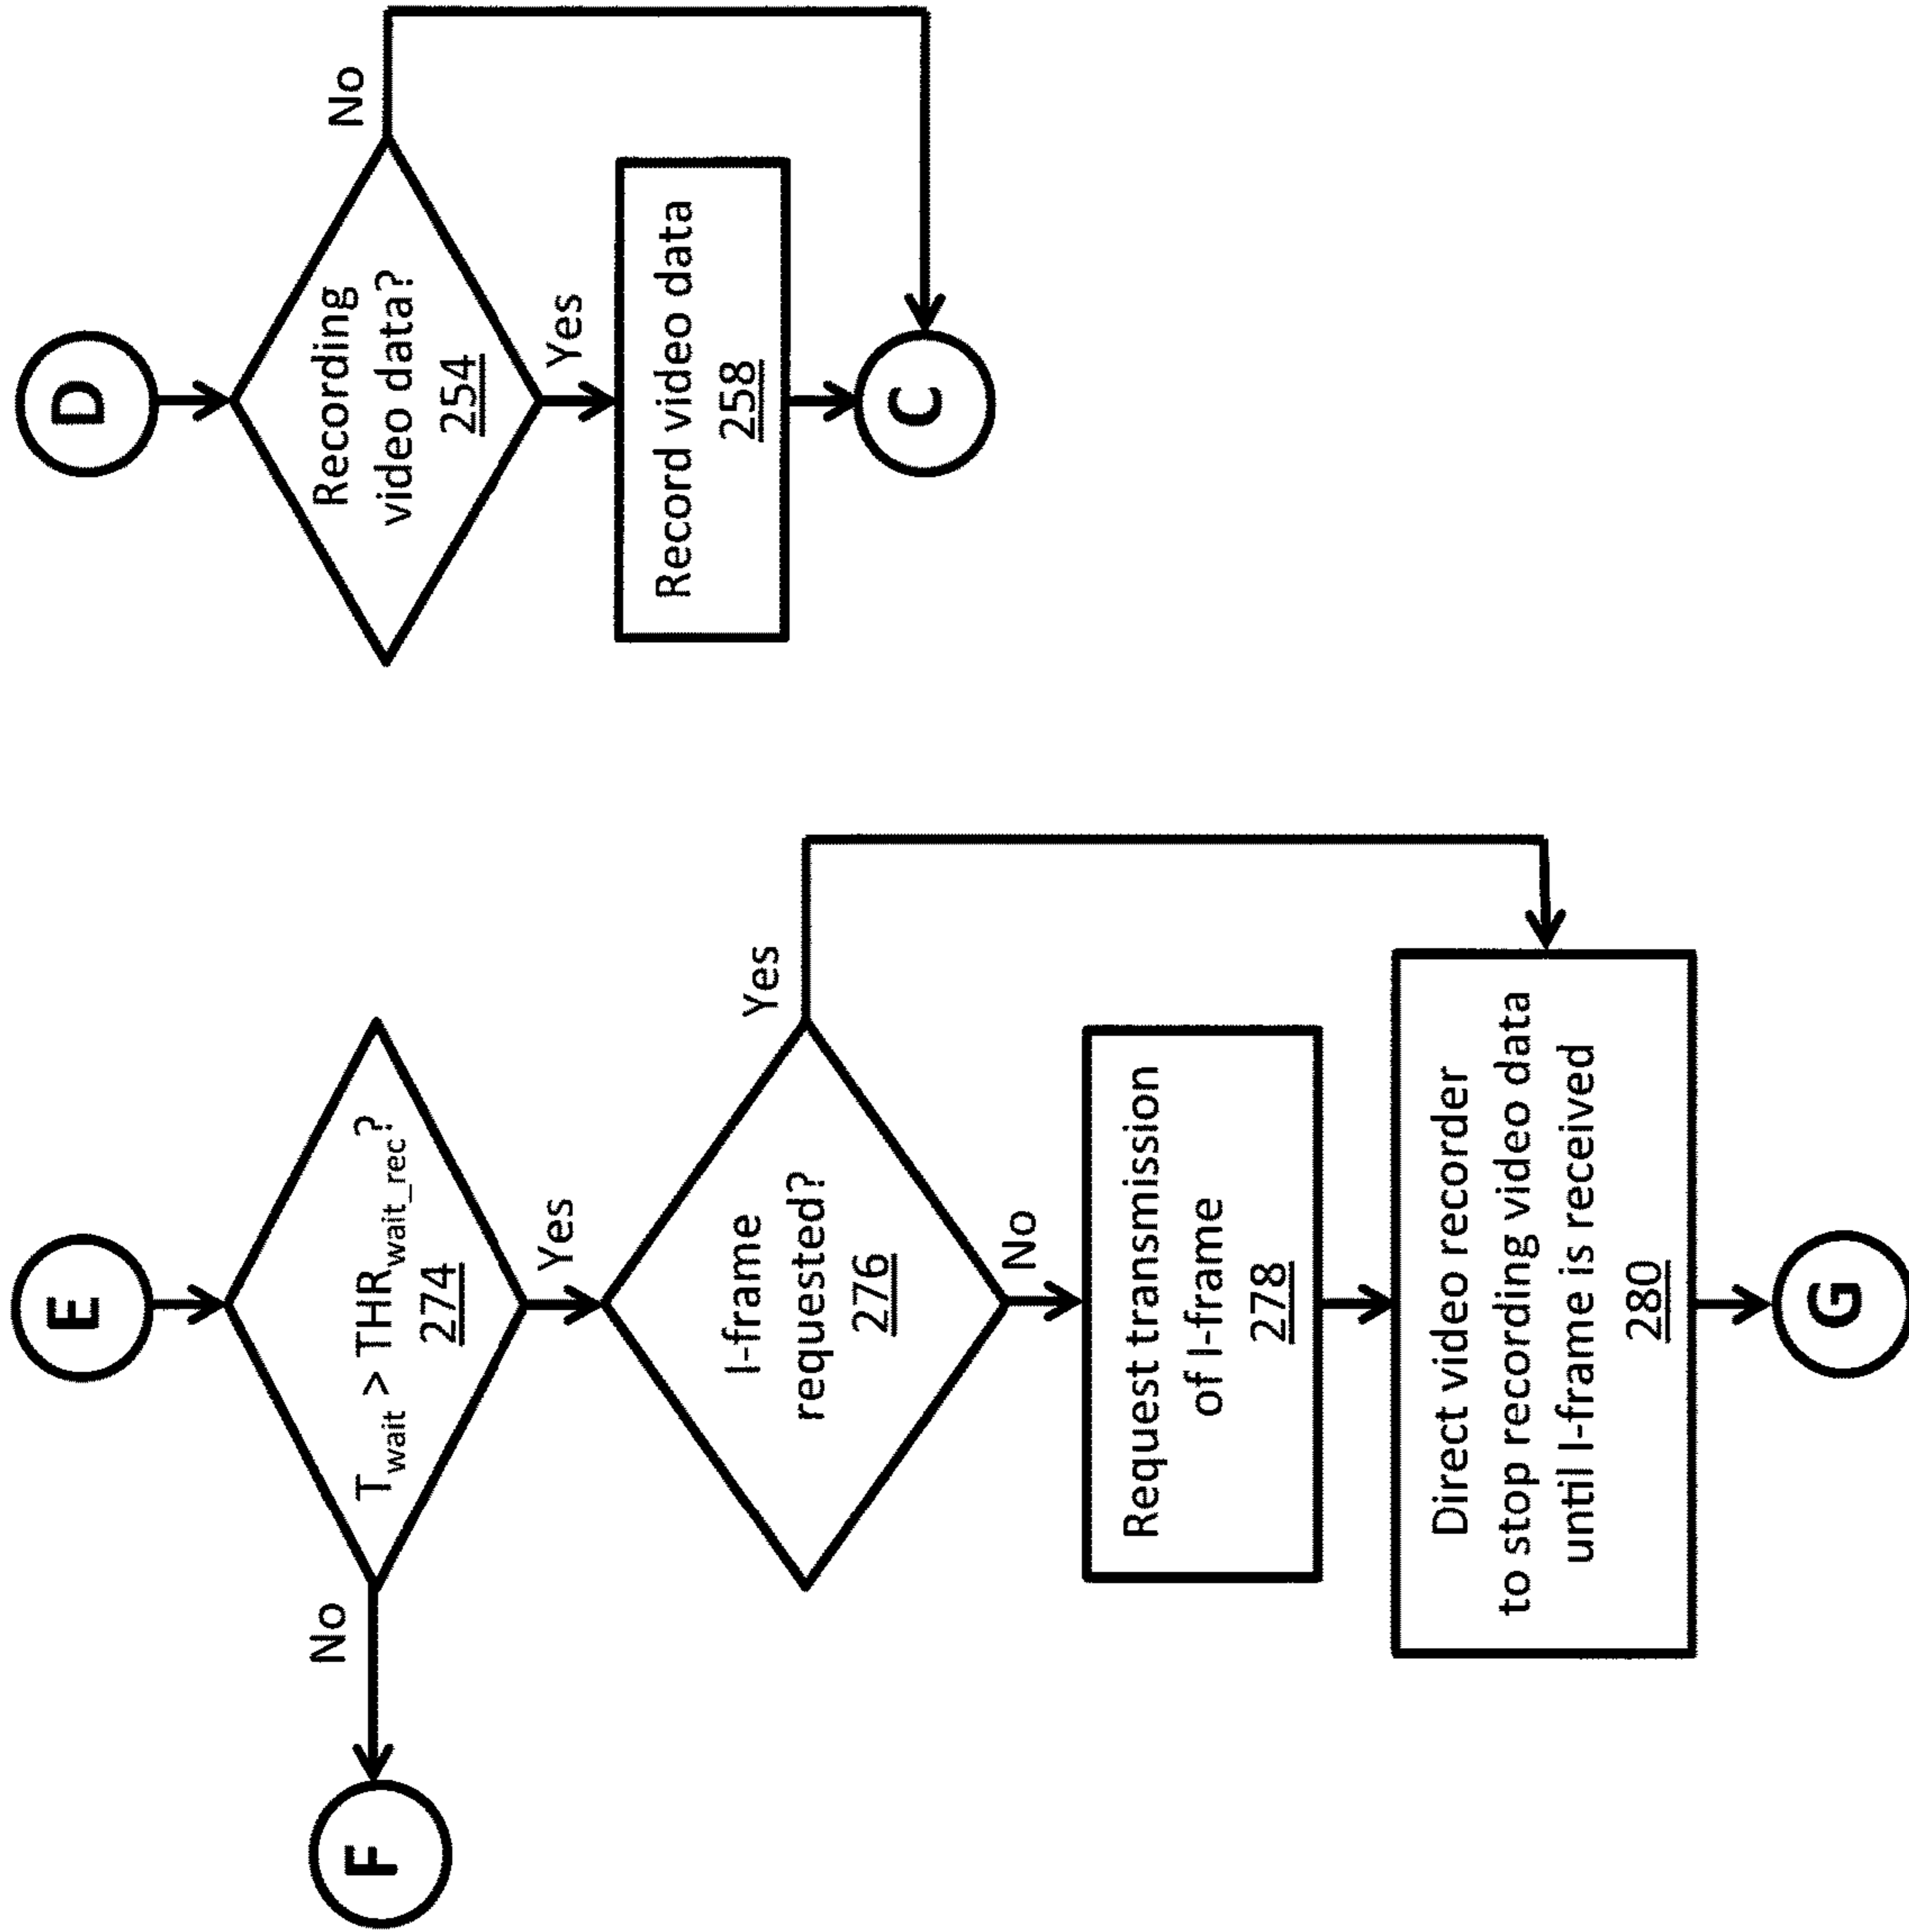 E
T_wait > THR_wait_rec?
274
No
F
Yes
I-frame
requested?
276
Yes
No
Request transmission
of I-frame
278
Direct video recorder
to stop recording video data
until I-frame is received
280
G
D
Recording
video data?
254
No
Yes
Record video data
258
C